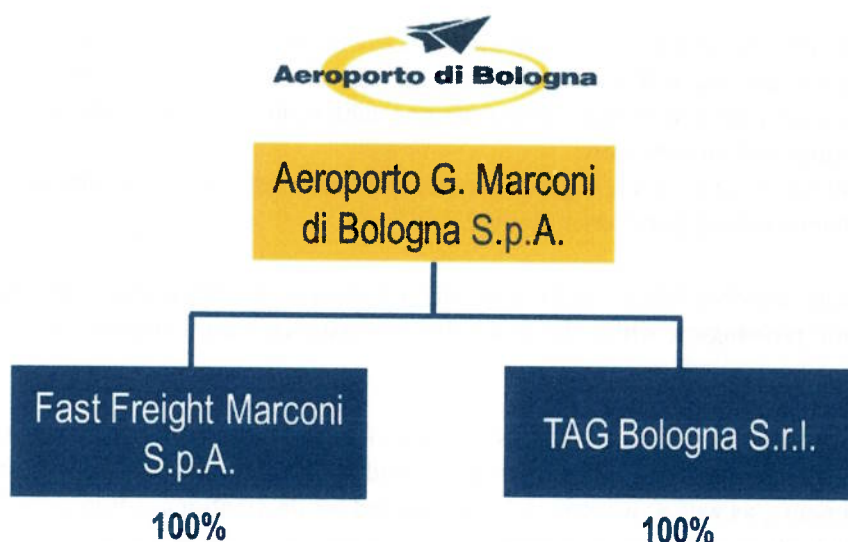 Aeroporto di Bologna
Aeroporto G. Marconi
di Bologna S.p.A.
Fast Freight Marconi
S.p.A.
TAG Bologna S.r.l.
100%
100%